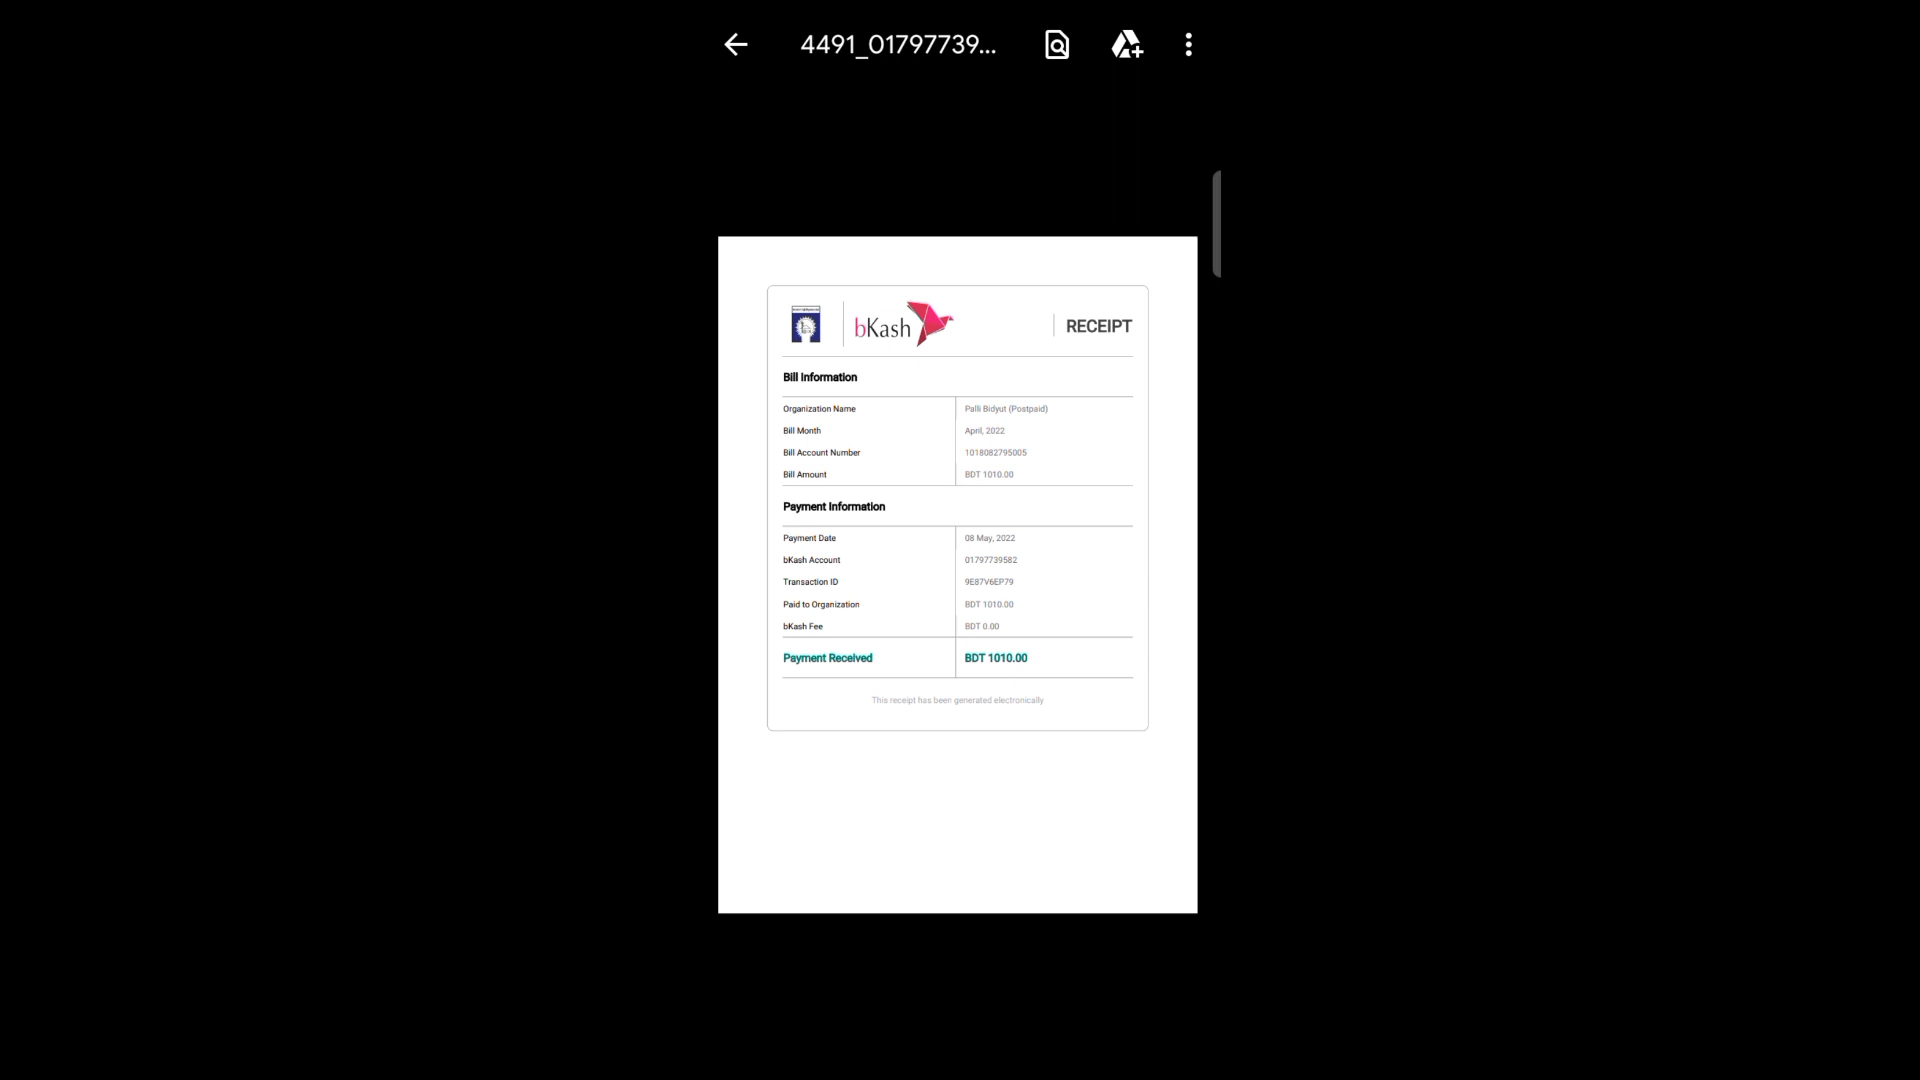 4491_01797739...
bKash
RECEIPT
Bill Information
Organization Name Palli Bidyut (Postpaid)
Bill Month April, 2022
Bill Account Number 1018082795005
Bill Amount BDT 1010.00
Payment Information
Payment Date 08 May, 2022
bKash Account 01797739582
Transaction ID 9E87V6EP79
Paid to Organization BDT 1010.00
bKash Fee BDT 0.00
Payment Received BDT 1010.00
This receipt has been generated electronically